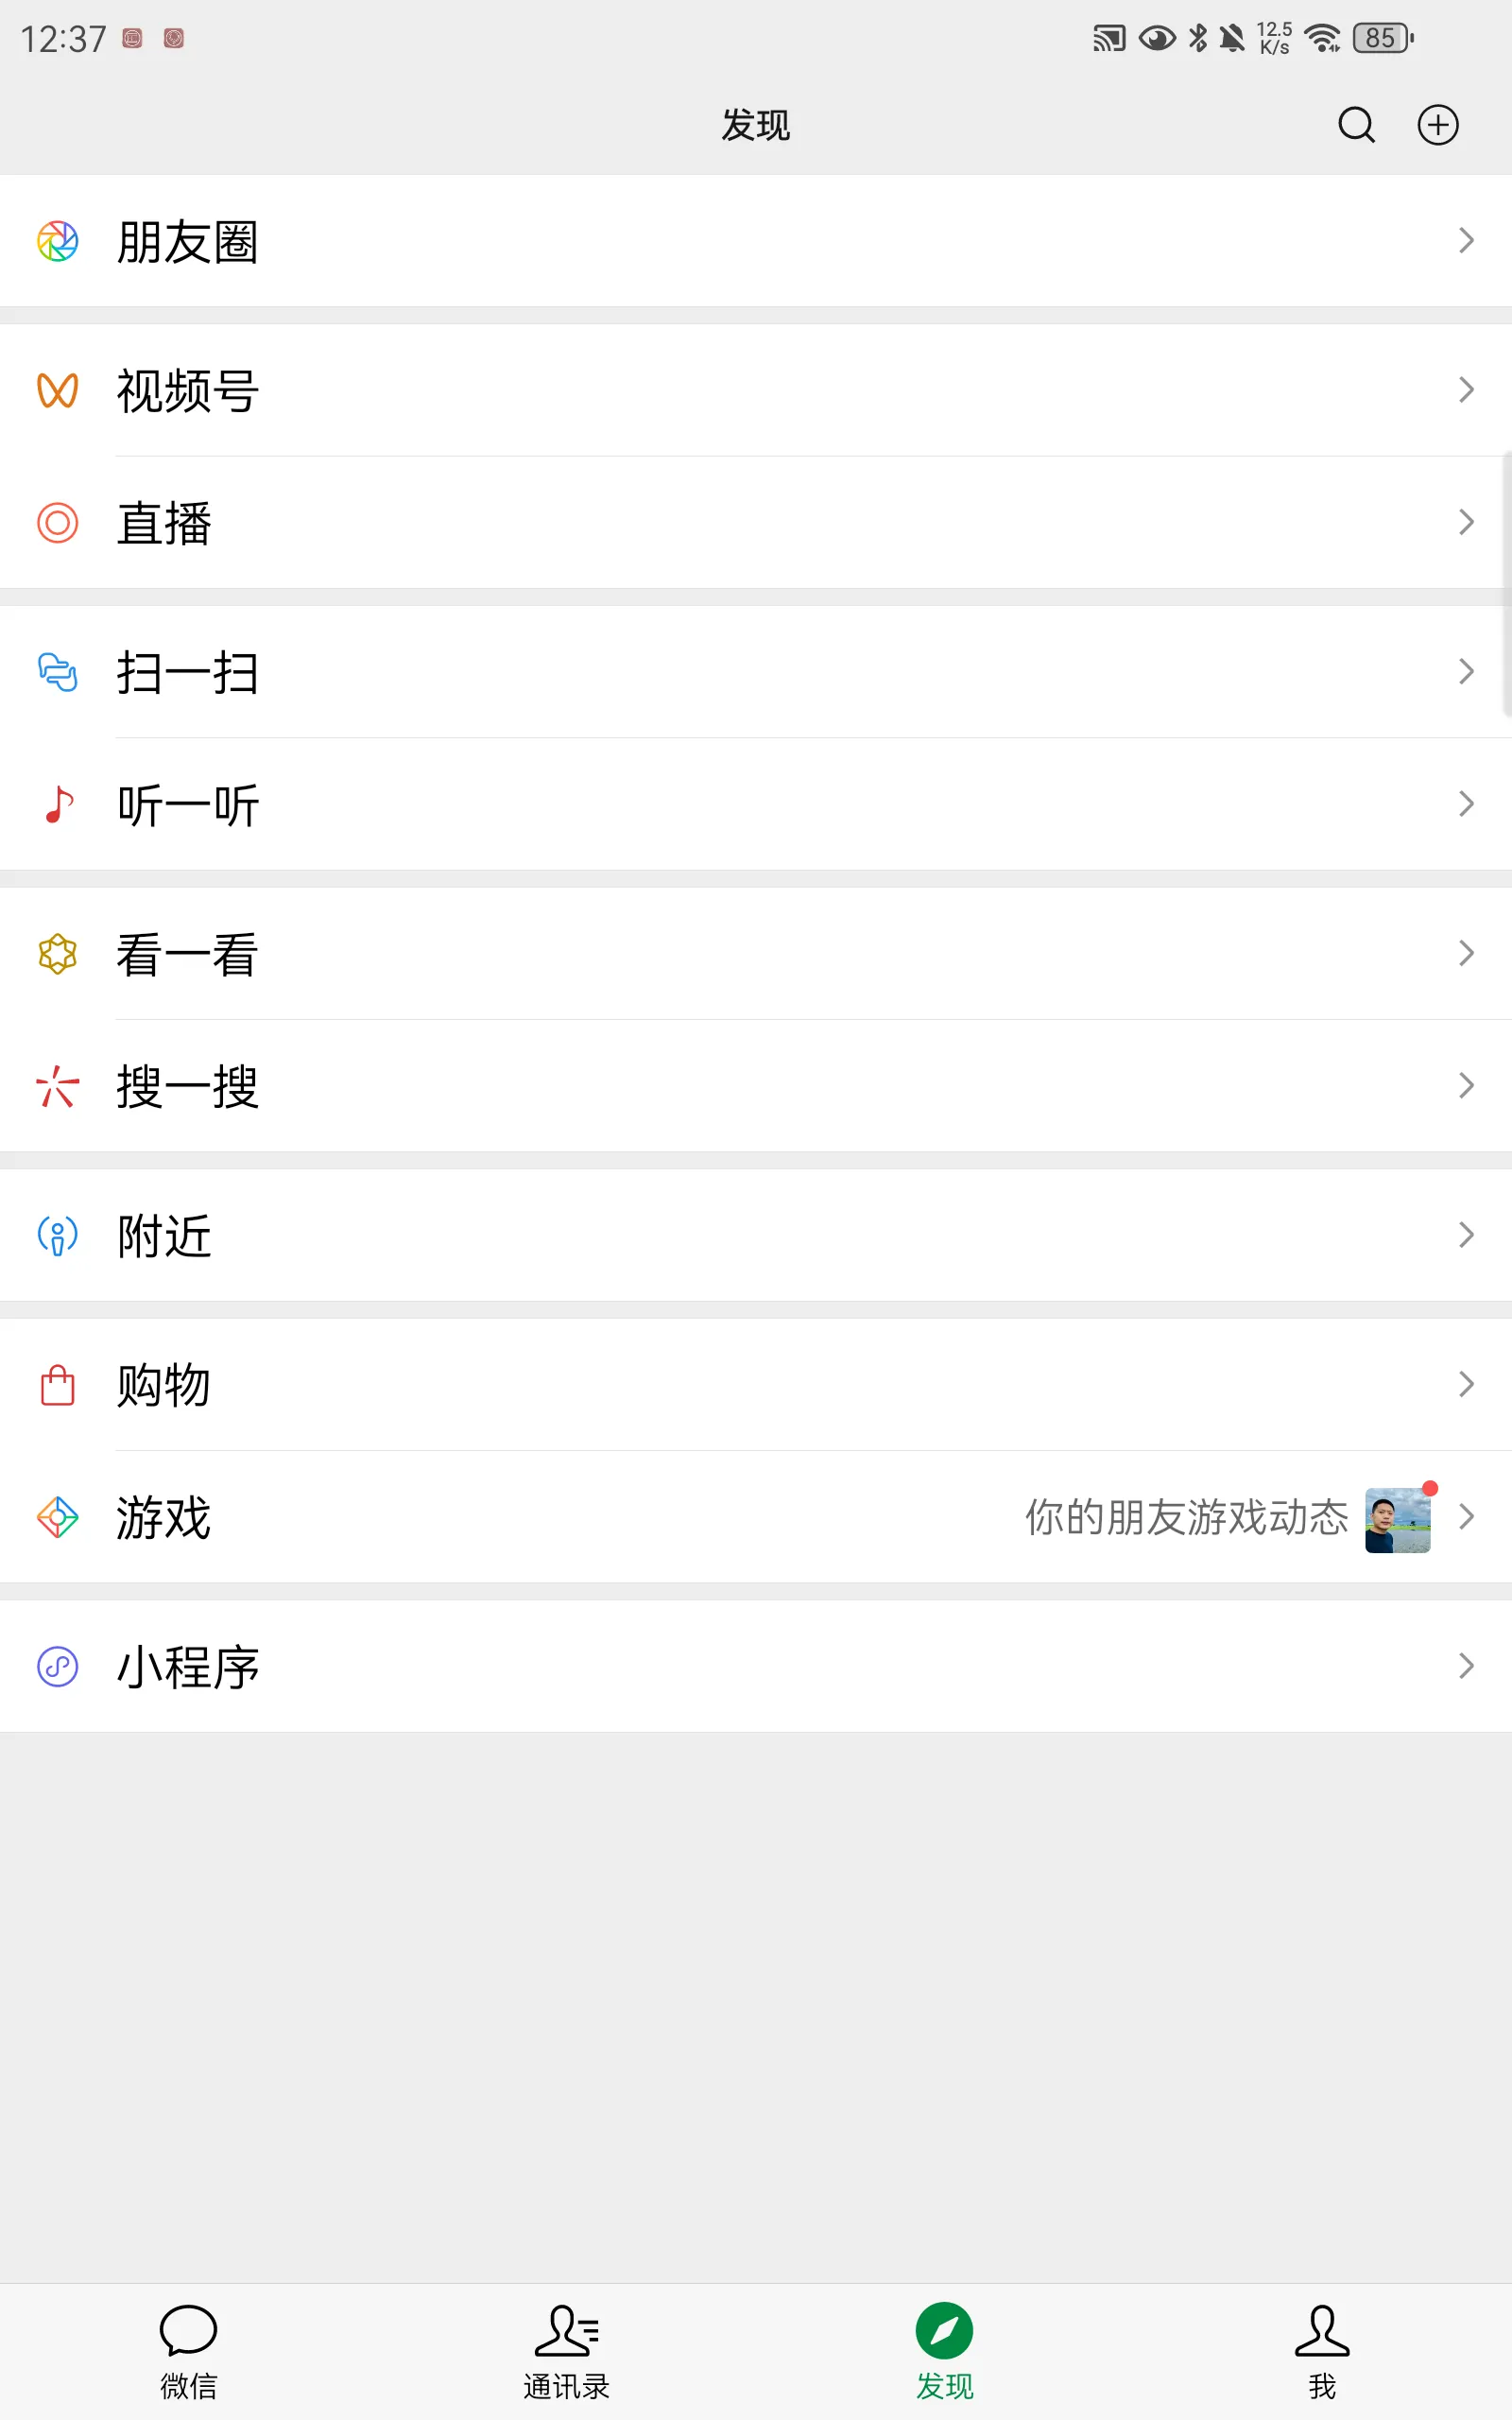 12:37
12.5
K/s
85
发现
朋友圈
视频号
直播
扫一扫
听一听
看一看
搜一搜
附近
购物
游戏 你的朋友游戏动态
小程序
微信 通讯录 发现 我